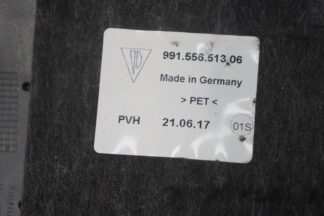 991.556.513.06
Made in Germany
> PET <
PVH 21.06.17 01S